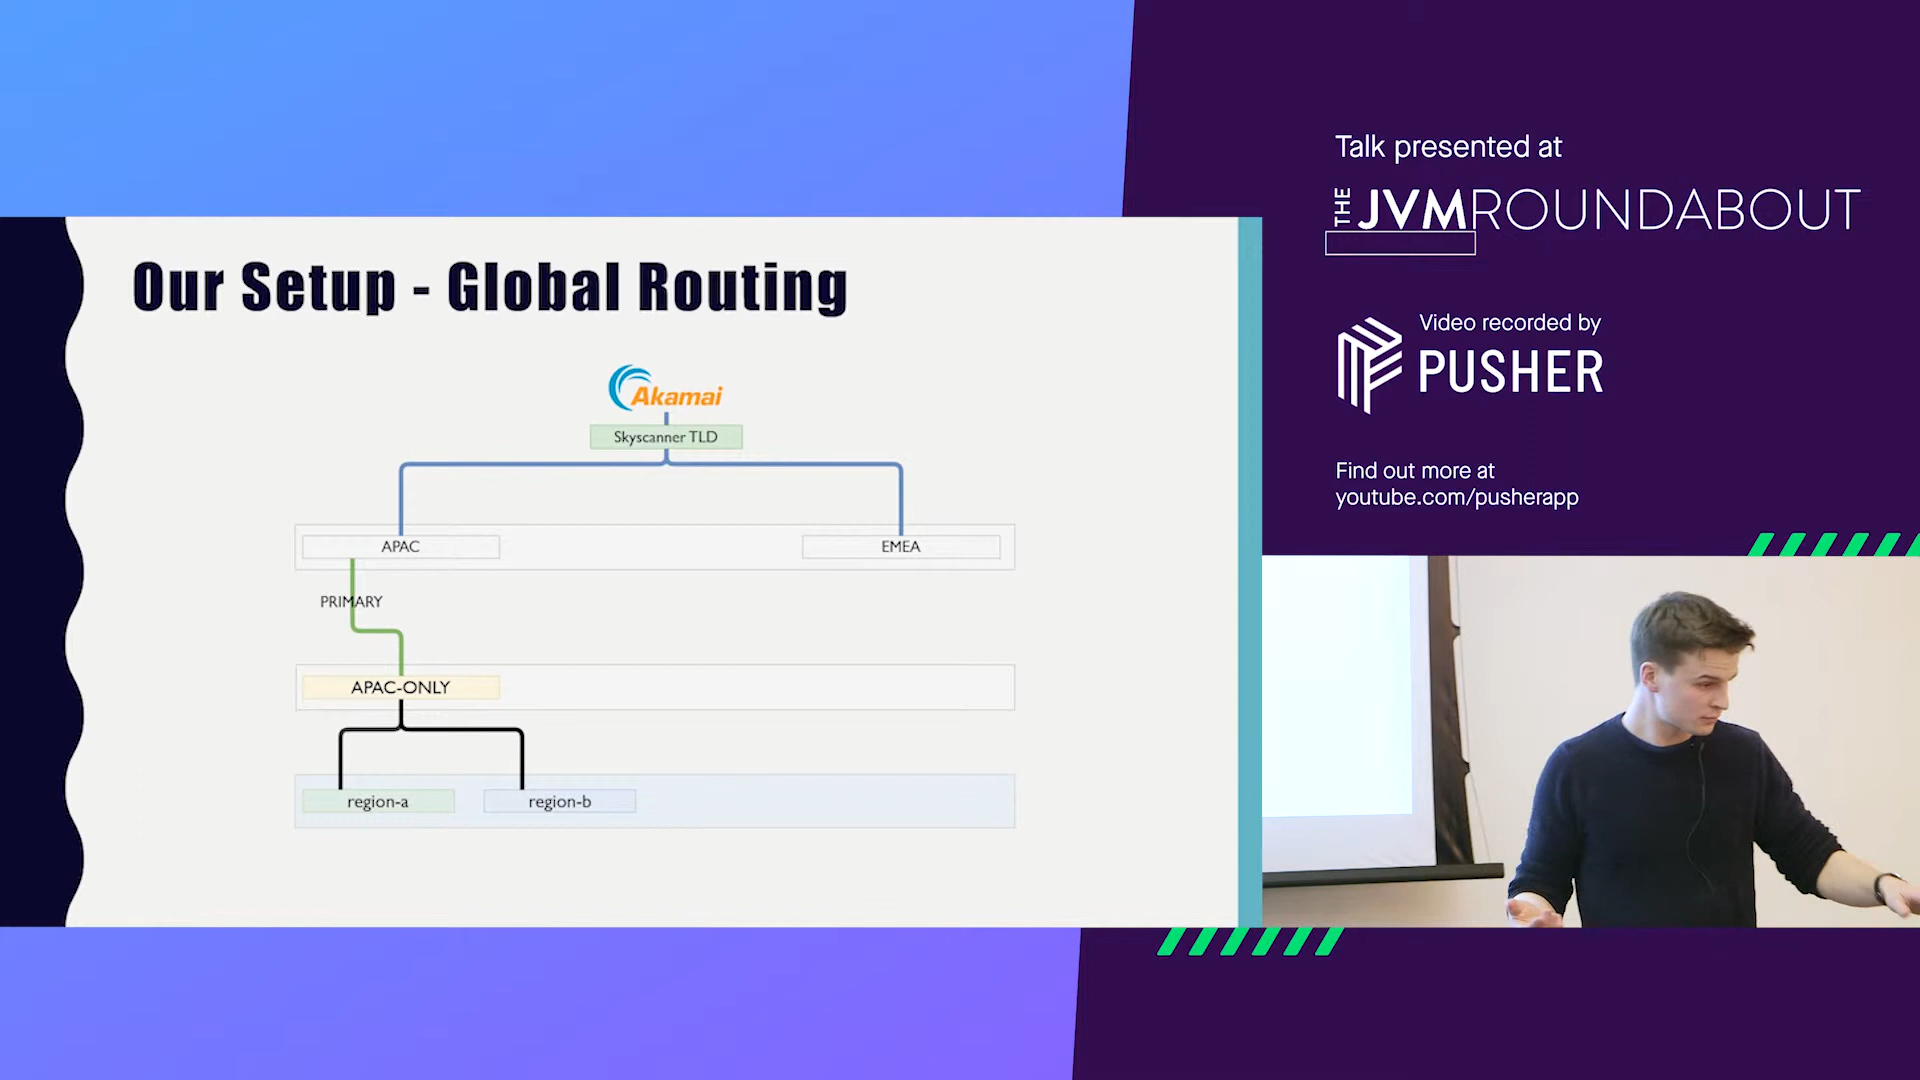 Our Setup - Global Routing
Akamai
Skyscanner TLD
APAC
EMEA
PRIMARY
APAC-ONLY
region-a
region-b
Talk presented at
THE JVMROUNDABOUT
Video recorded by
PUSHER
Find out more at
youtube.com/pusherapp